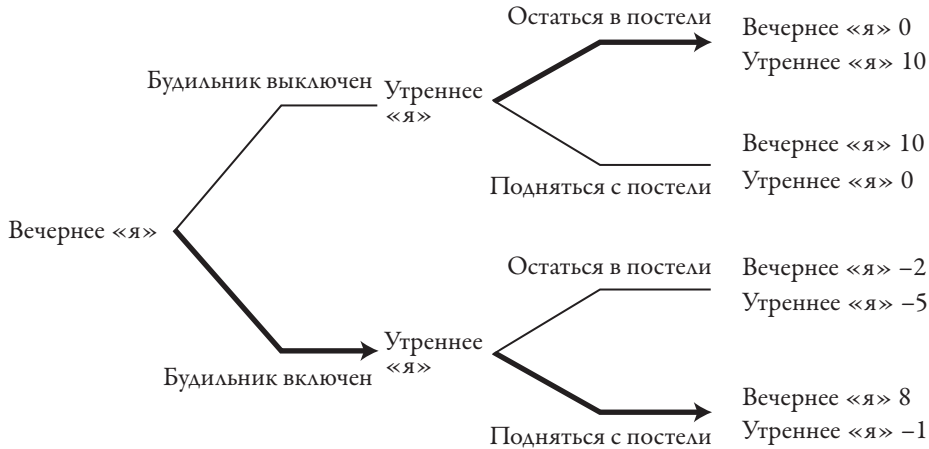 Остаться в постели
Вечернее «я» 0
Утреннее «я» 10
Будильник выключен
Утреннее
«я»
Вечернее «я» 10
Подняться с постели
Утреннее «я» 0
Вечернее «я»
Остаться в постели
Вечернее «я» –2
Утреннее «я» –5
Утреннее
«я»
Будильник включен
Вечернее «я» 8
Подняться с постели
Утреннее «я» –1